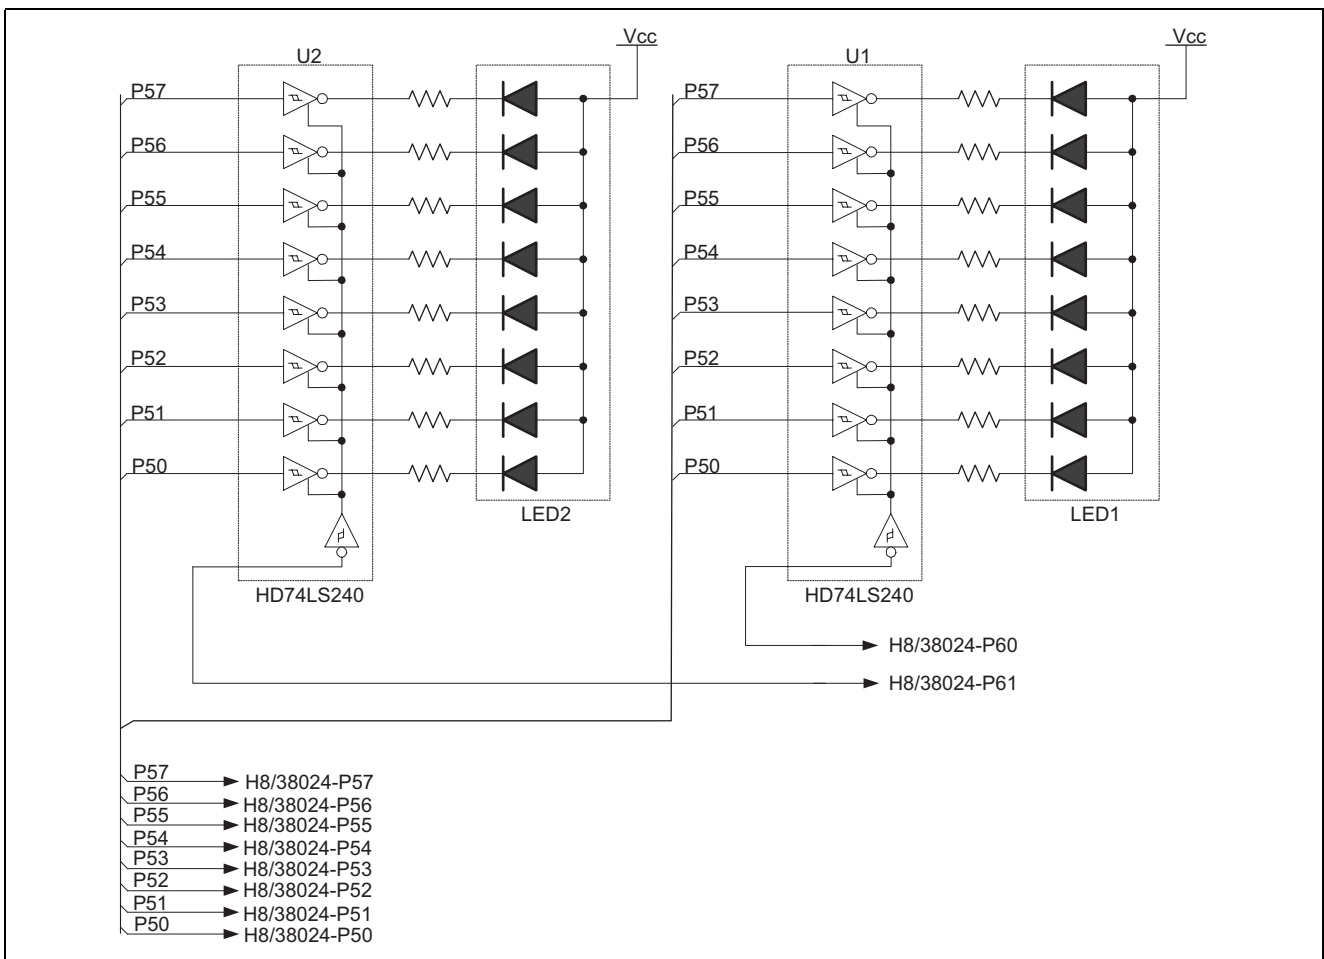 Vcc
Vcc
U2
U1
P57
P57
P56
P56
P55
P55
P54
P54
P53
P53
P52
P52
P51
P51
P50
P50
LED2
LED1
HD74LS240
HD74LS240
H8/38024-P60
H8/38024-P61
P57
H8/38024-P57
P56
H8/38024-P56
P55
H8/38024-P55
P54
H8/38024-P54
P53
H8/38024-P53
P52
H8/38024-P52
P51
H8/38024-P51
P50
H8/38024-P50